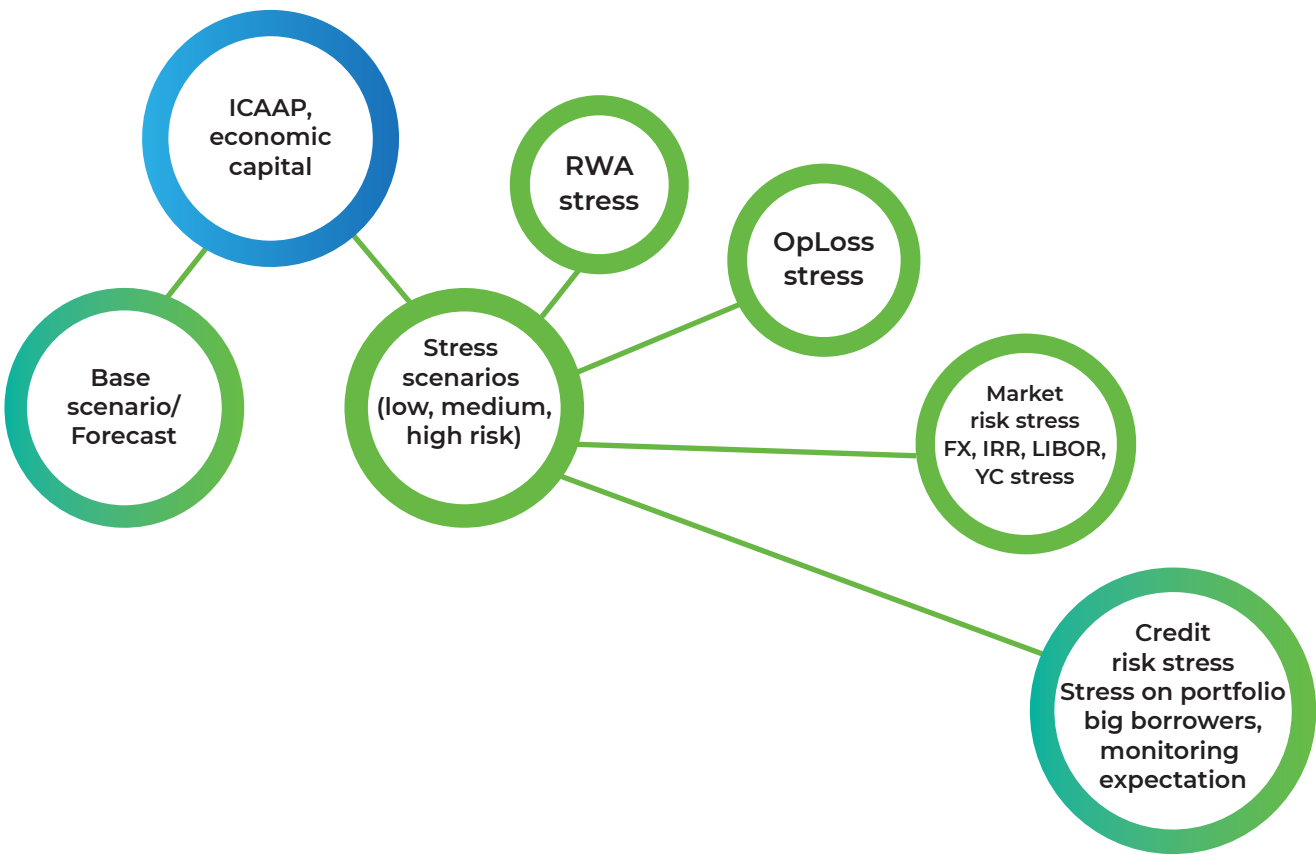 ICAAP,
economic
capital
RWA
stress
OpLoss
stress
Base
scenario/
Forecast
Stress
scenarios
(low, medium,
high risk)
Market
risk stress
FX, IRR, LIBOR,
YC stress
Credit
risk stress
Stress on portfolio
big borrowers,
monitoring
expectation